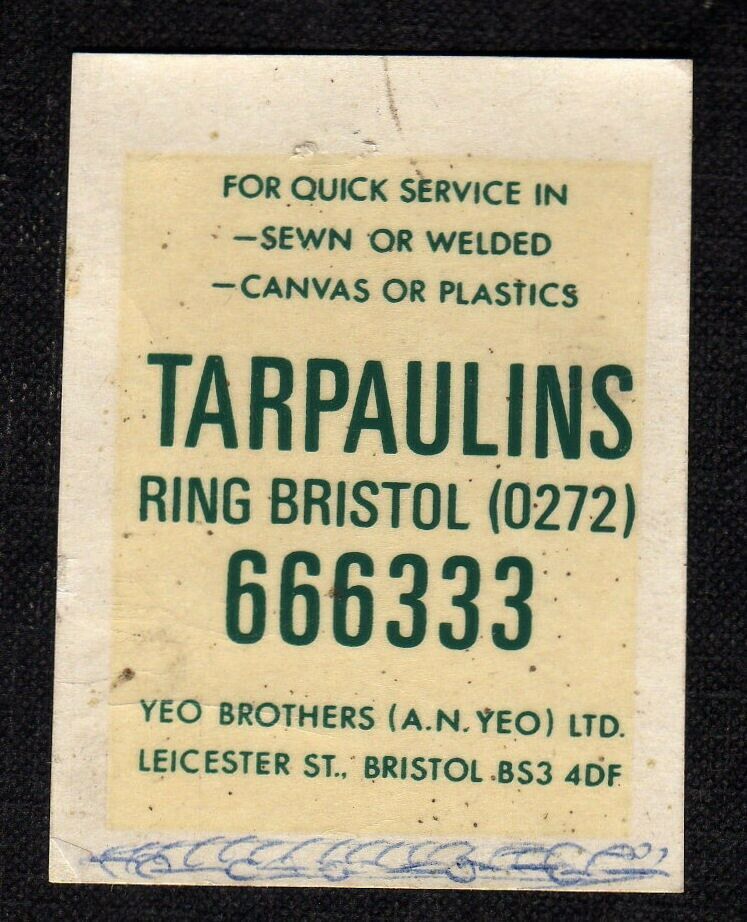 FOR QUICK SERVICE IN
—SEWN OR WELDED
—CANVAS OR PLASTICS
TARPAULINS
RING BRISTOL (0272)
666333
YEO BROTHERS (A.N. YEO) LTD.
LEICESTER ST., BRISTOL BS3 4DF